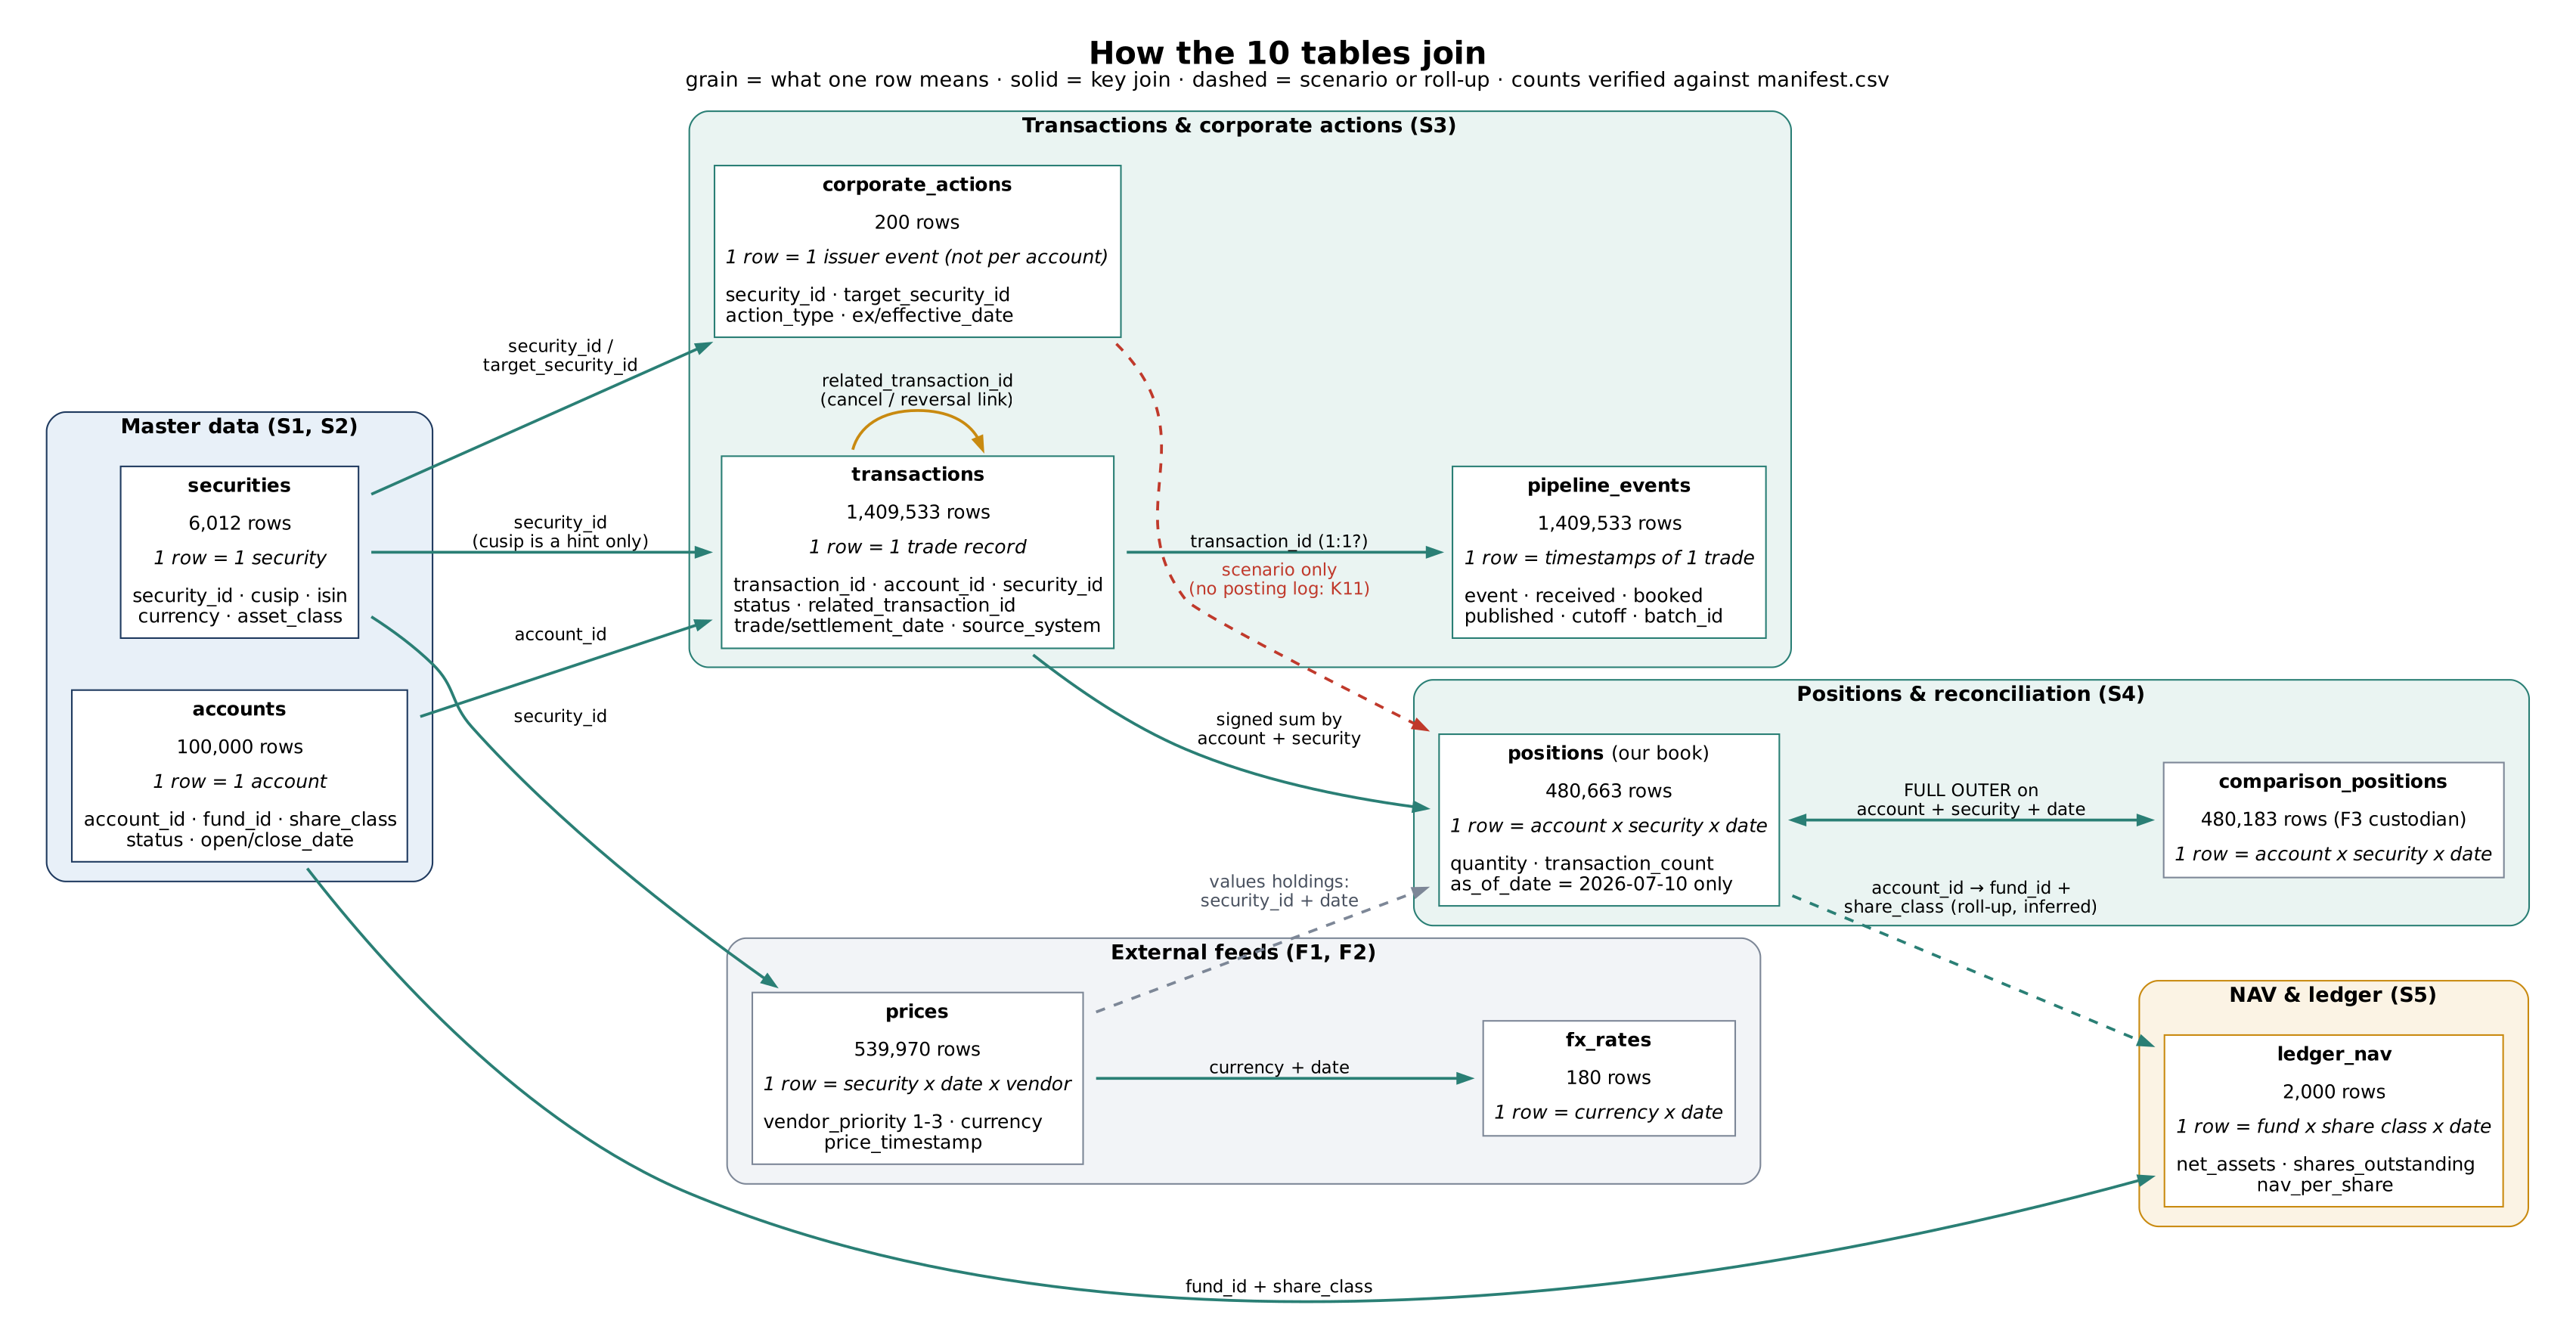 How the 10 tables join
grain = what one row means · solid = key join · dashed = scenario or roll-up · counts verified against manifest.csv
Transactions & corporate actions (S3)
corporate_actions
200 rows
1 row = 1 issuer event (not per account)
security_id · target_security_id
action_type · ex/effective_date
security_id /
target_security_id
related_transaction_id
(cancel / reversal link)
Master data (S1, S2)
securities
6,012 rows
1 row = 1 security
security_id · cusip · isin
currency · asset_class
security_id
(cusip is a hint only)
transactions
1,409,533 rows
1 row = 1 trade record
transaction_id · account_id · security_id
status · related_transaction_id
trade/settlement_date · source_system
transaction_id (1:1?)
scenario only
(no posting log: K11)
pipeline_events
1,409,533 rows
1 row = timestamps of 1 trade
event · received · booked
published · cutoff · batch_id
account_id
accounts
100,000 rows
1 row = 1 account
account_id · fund_id · share_class
status · open/close_date
security_id
signed sum by
account + security
Positions & reconciliation (S4)
positions (our book)
480,663 rows
1 row = account x security x date
quantity · transaction_count
as_of_date = 2026-07-10 only
FULL OUTER on
account + security + date
comparison_positions
480,183 rows (F3 custodian)
1 row = account x security x date
values holdings:
security_id + date
account_id → fund_id +
share_class (roll-up, inferred)
External feeds (F1, F2)
prices
539,970 rows
1 row = security x date x vendor
vendor_priority 1-3 · currency
price_timestamp
currency + date
fx_rates
180 rows
1 row = currency x date
NAV & ledger (S5)
ledger_nav
2,000 rows
1 row = fund x share class x date
net_assets · shares_outstanding
nav_per_share
fund_id + share_class